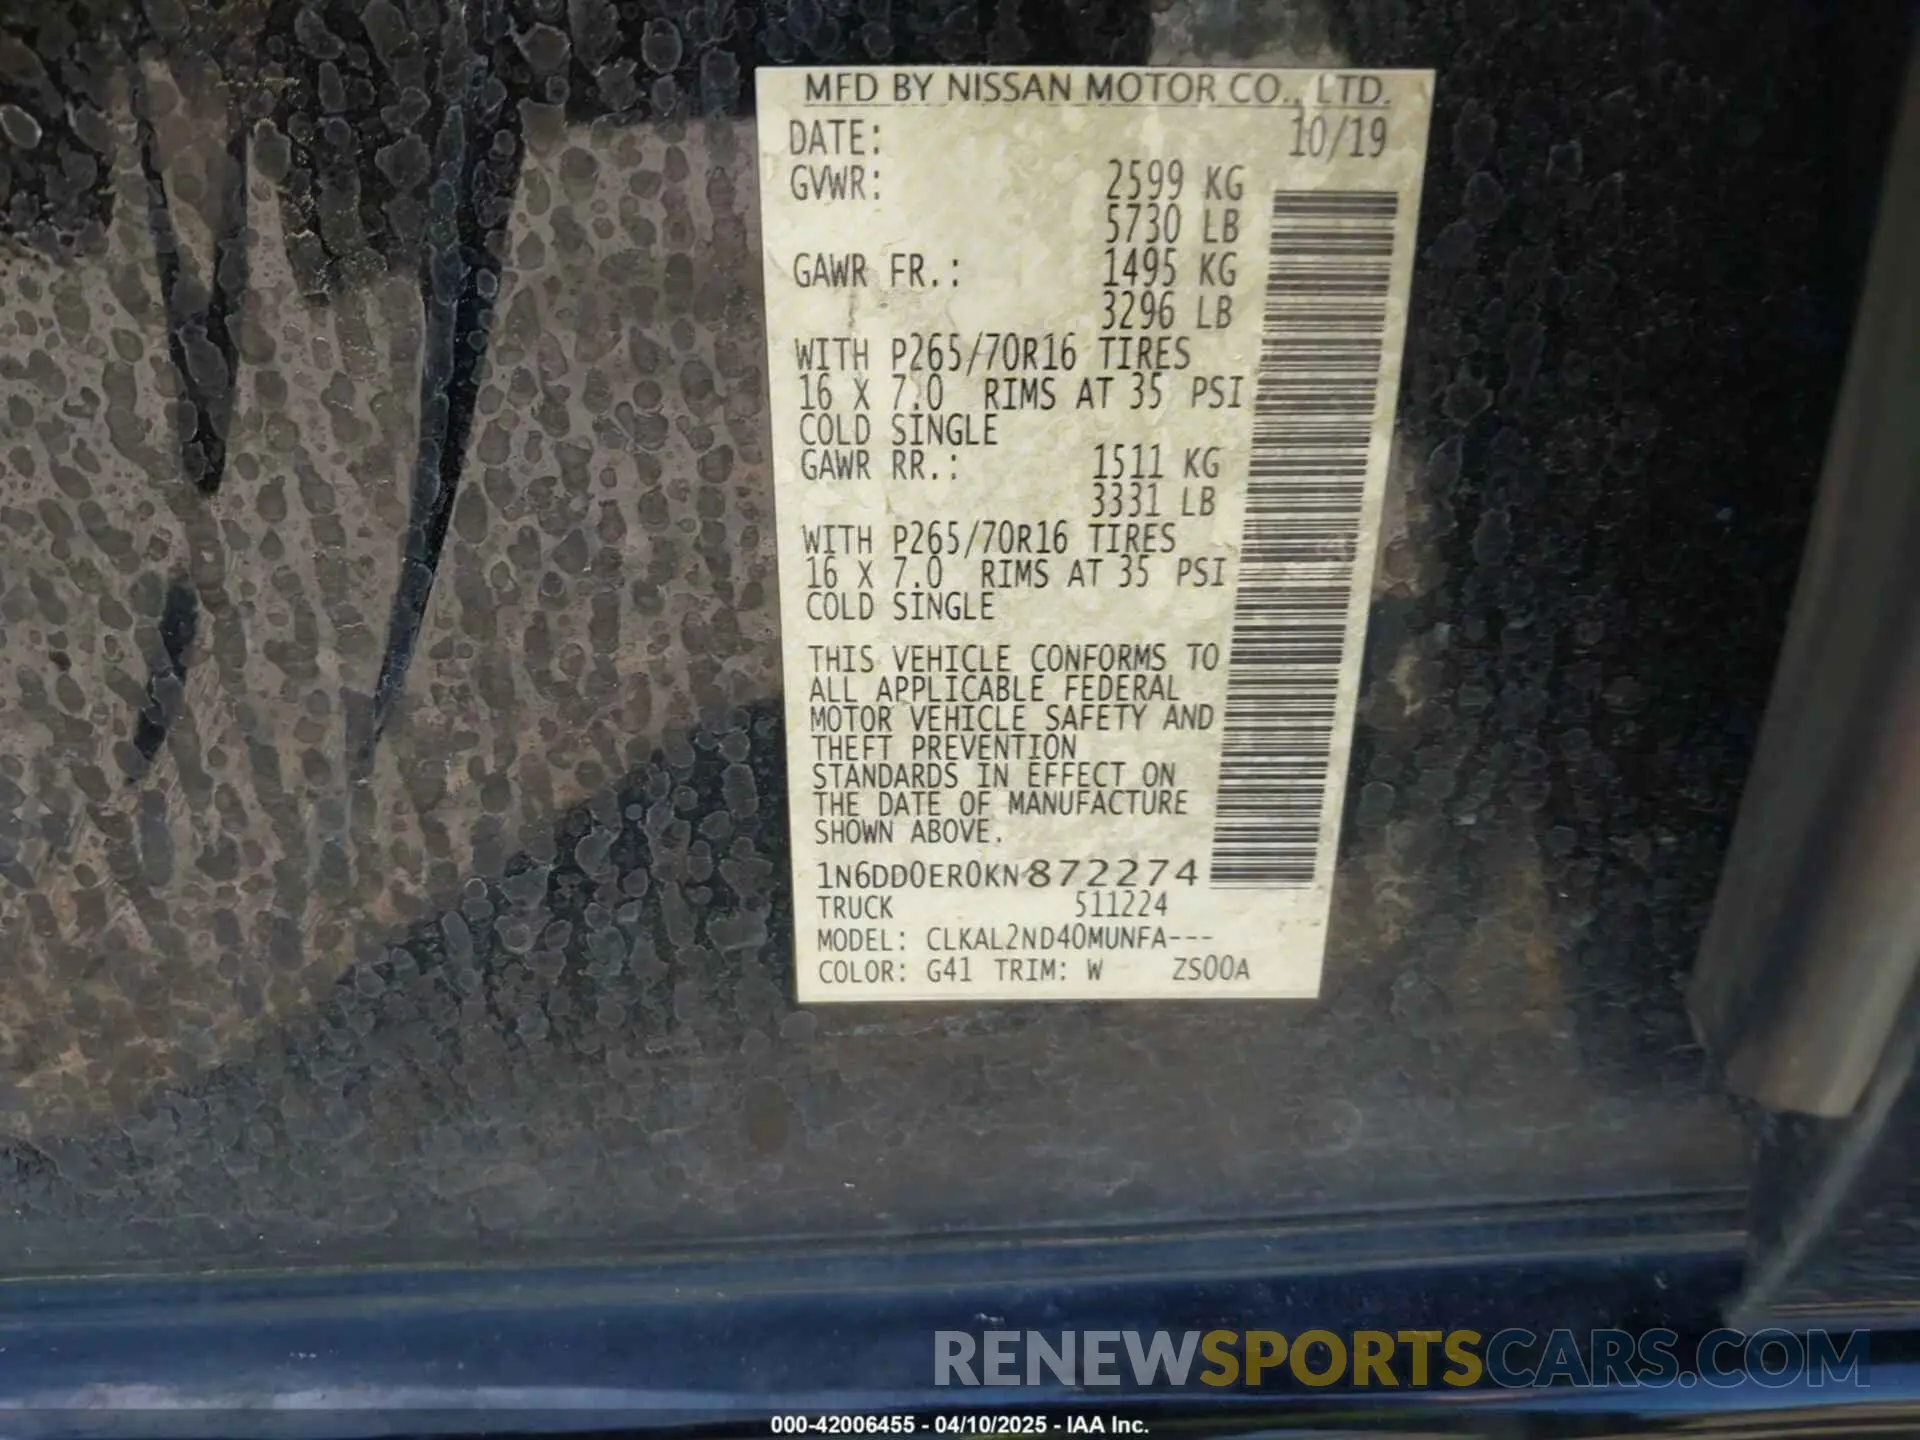 MFD BY NISSAN MOTOR CO., LTD.
DATE: 10/19
GVWR: 2599 KG
5730 LB
GAWR FR.: 1495 KG
3296 LB
WITH P265/70R16 TIRES
16 X 7.0 RIMS AT 35 PSI
COLD SINGLE
GAWR RR.: 1511 KG
3331 LB
WITH P265/70R16 TIRES
16 X 7.0 RIMS AT 35 PSI
COLD SINGLE
THIS VEHICLE CONFORMS TO
ALL APPLICABLE FEDERAL
MOTOR VEHICLE SAFETY AND
THEFT PREVENTION
STANDARDS IN EFFECT ON
THE DATE OF MANUFACTURE
SHOWN ABOVE.
1N6DD0ER0KN872274
TRUCK 511224
MODEL: CLKAL2ND40MUNFA---
COLOR: G41 TRIM: W ZS00A
RENEWSPORTSCARS.COM
000-42006455 - 04/10/2025 - IAA Inc.